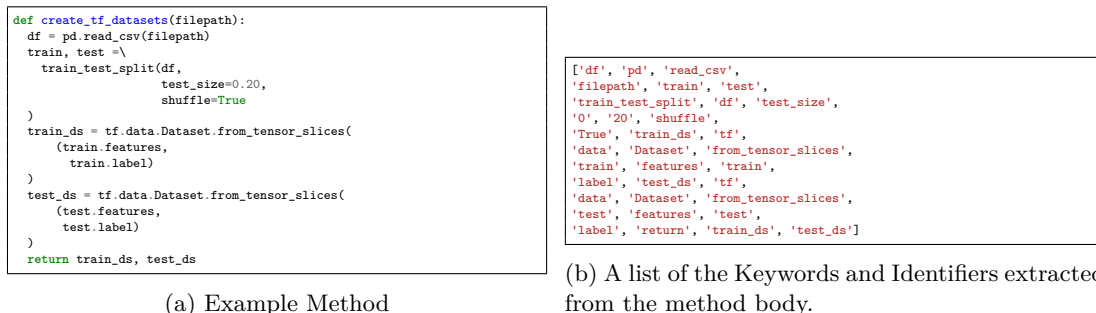 def create_tf_datasets(filepath):
df = pd.read_csv(filepath)
train, test =\
train_test_split(df,
test_size=0.20,
shuffle=True
)
train_ds = tf.data.Dataset.from_tensor_slices(
(train.features,
train.label)
)
test_ds = tf.data.Dataset.from_tensor_slices(
(test.features,
test.label)
)
return train_ds, test_ds
(a) Example Method
['df', 'pd', 'read_csv',
'filepath', 'train', 'test',
'train_test_split', 'df', 'test_size',
'0', '20', 'shuffle',
'True', 'train_ds', 'tf',
'data', 'Dataset', 'from_tensor_slices',
'train', 'features', 'train',
'label', 'test_ds', 'tf',
'data', 'Dataset', 'from_tensor_slices',
'test', 'features', 'test',
'label', 'return', 'train_ds', 'test_ds']
(b) A list of the Keywords and Identifiers extracted
from the method body.